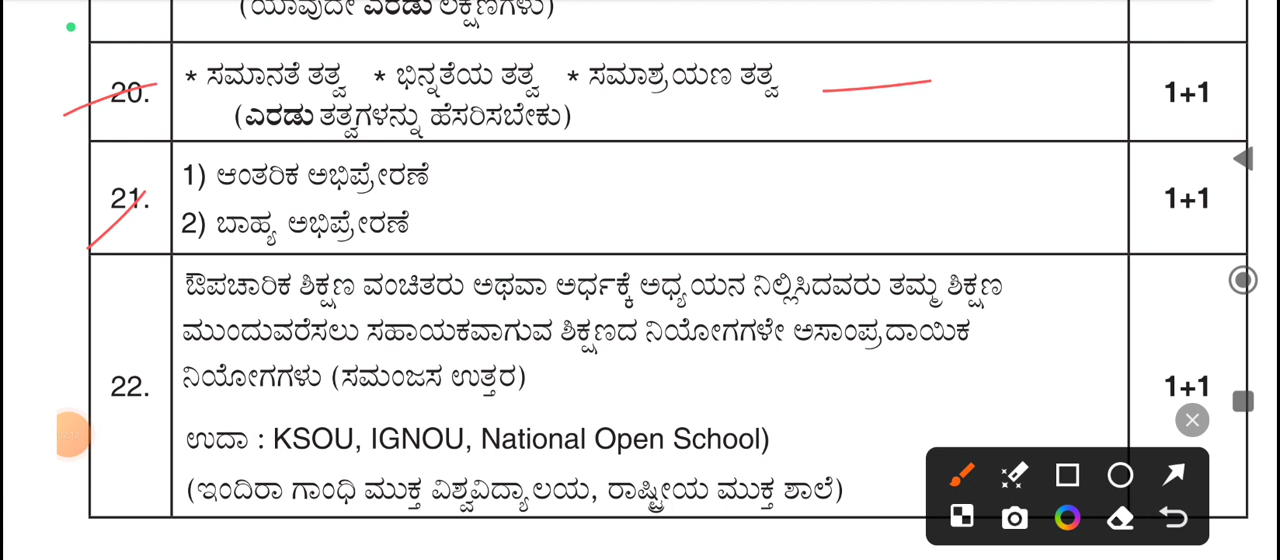 (ಯಾವುದೇ ಎರಡು ಲಕ್ಷಣಗಳು)
20. * ಸಮಾನತೆ ತತ್ವ * ಭಿನ್ನತೆಯ ತತ್ವ * ಸಮಾಶ್ರಯಣ ತತ್ವ 1+1
(ಎರಡು ತತ್ವಗಳನ್ನು ಹೆಸರಿಸಬೇಕು)
21. 1) ಆಂತರಿಕ ಅಭಿಪ್ರೇರಣೆ 1+1
2) ಬಾಹ್ಯ ಅಭಿಪ್ರೇರಣೆ
ಔಪಚಾರಿಕ ಶಿಕ್ಷಣ ವಂಚಿತರು ಅಥವಾ ಅರ್ಧಕ್ಕೆ ಅಧ್ಯಯನ ನಿಲ್ಲಿಸಿದವರು ತಮ್ಮ ಶಿಕ್ಷಣ
ಮುಂದುವರೆಸಲು ಸಹಾಯಕವಾಗುವ ಶಿಕ್ಷಣದ ನಿಯೋಗಗಳೇ ಅಸಾಂಪ್ರದಾಯಿಕ
22. ನಿಯೋಗಗಳು (ಸಮಂಜಸ ಉತ್ತರ) 1+1
ಉದಾ : KSOU, IGNOU, National Open School)
(ಇಂದಿರಾ ಗಾಂಧಿ ಮುಕ್ತ ವಿಶ್ವವಿದ್ಯಾಲಯ, ರಾಷ್ಟ್ರೀಯ ಮುಕ್ತ ಶಾಲೆ)